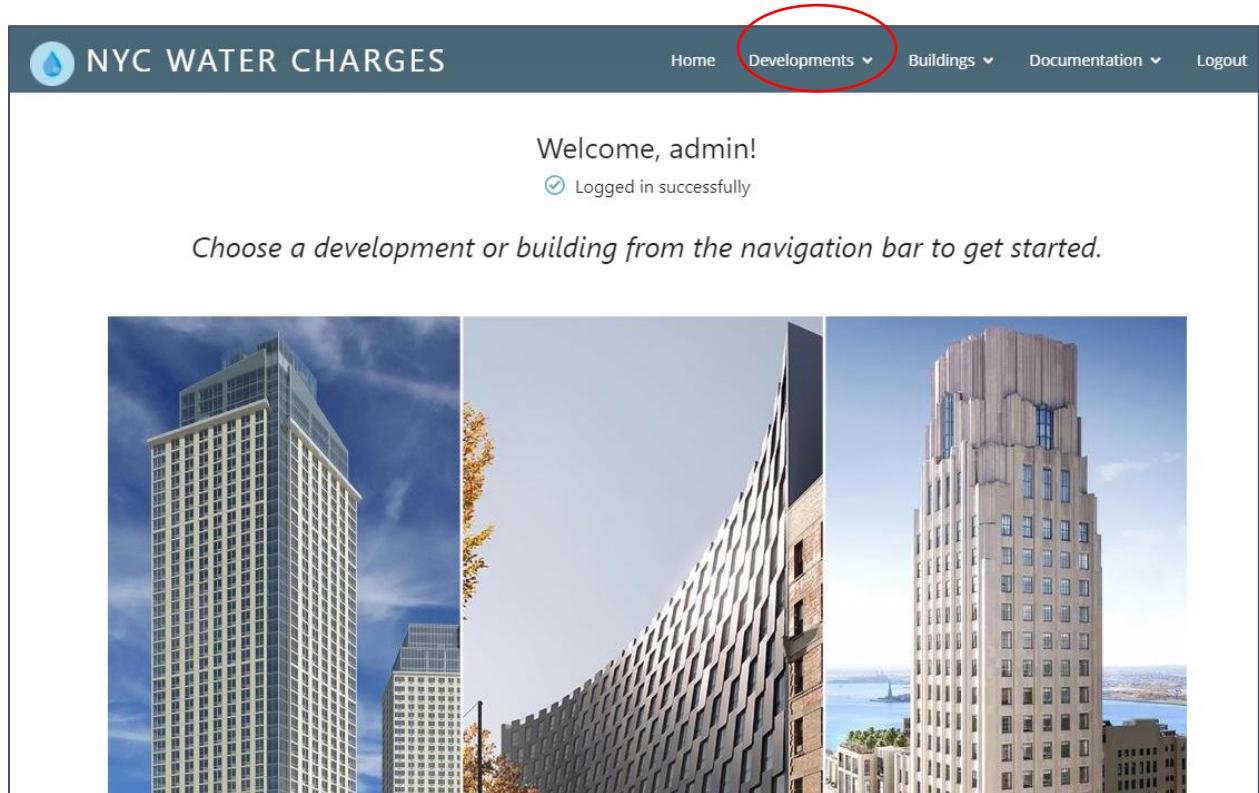 NYC WATER CHARGES
Home Developments Buildings Documentation Logout
Welcome, admin!
Logged in successfully
Choose a development or building from the navigation bar to get started.